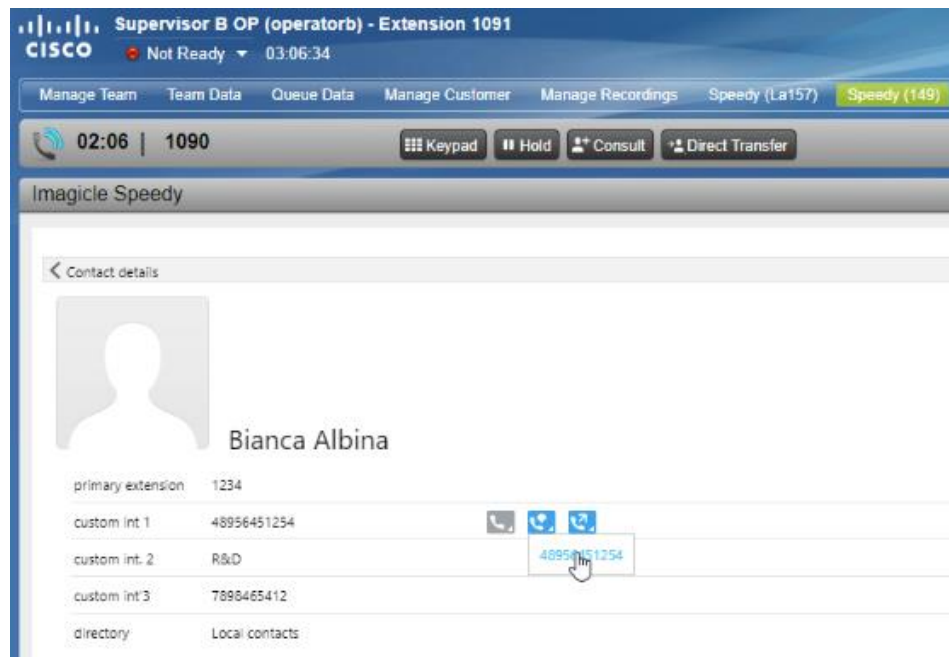 Supervisor B OP (operatorb) - Extension 1091
CISCO Not Ready 03:06:34
Manage Team Team Data Queue Data Manage Customer Manage Recordings Speedy (La157) Speedy (149)
02:06 | 1090 Keypad Hold Consult Direct Transfer
Imagicle Speedy
Contact details
Bianca Albina
primary extension 1234
custom int 1 48956451254
custom int. 2 R&D 48956451254
custom int'3 7898465412
directory Local contacts